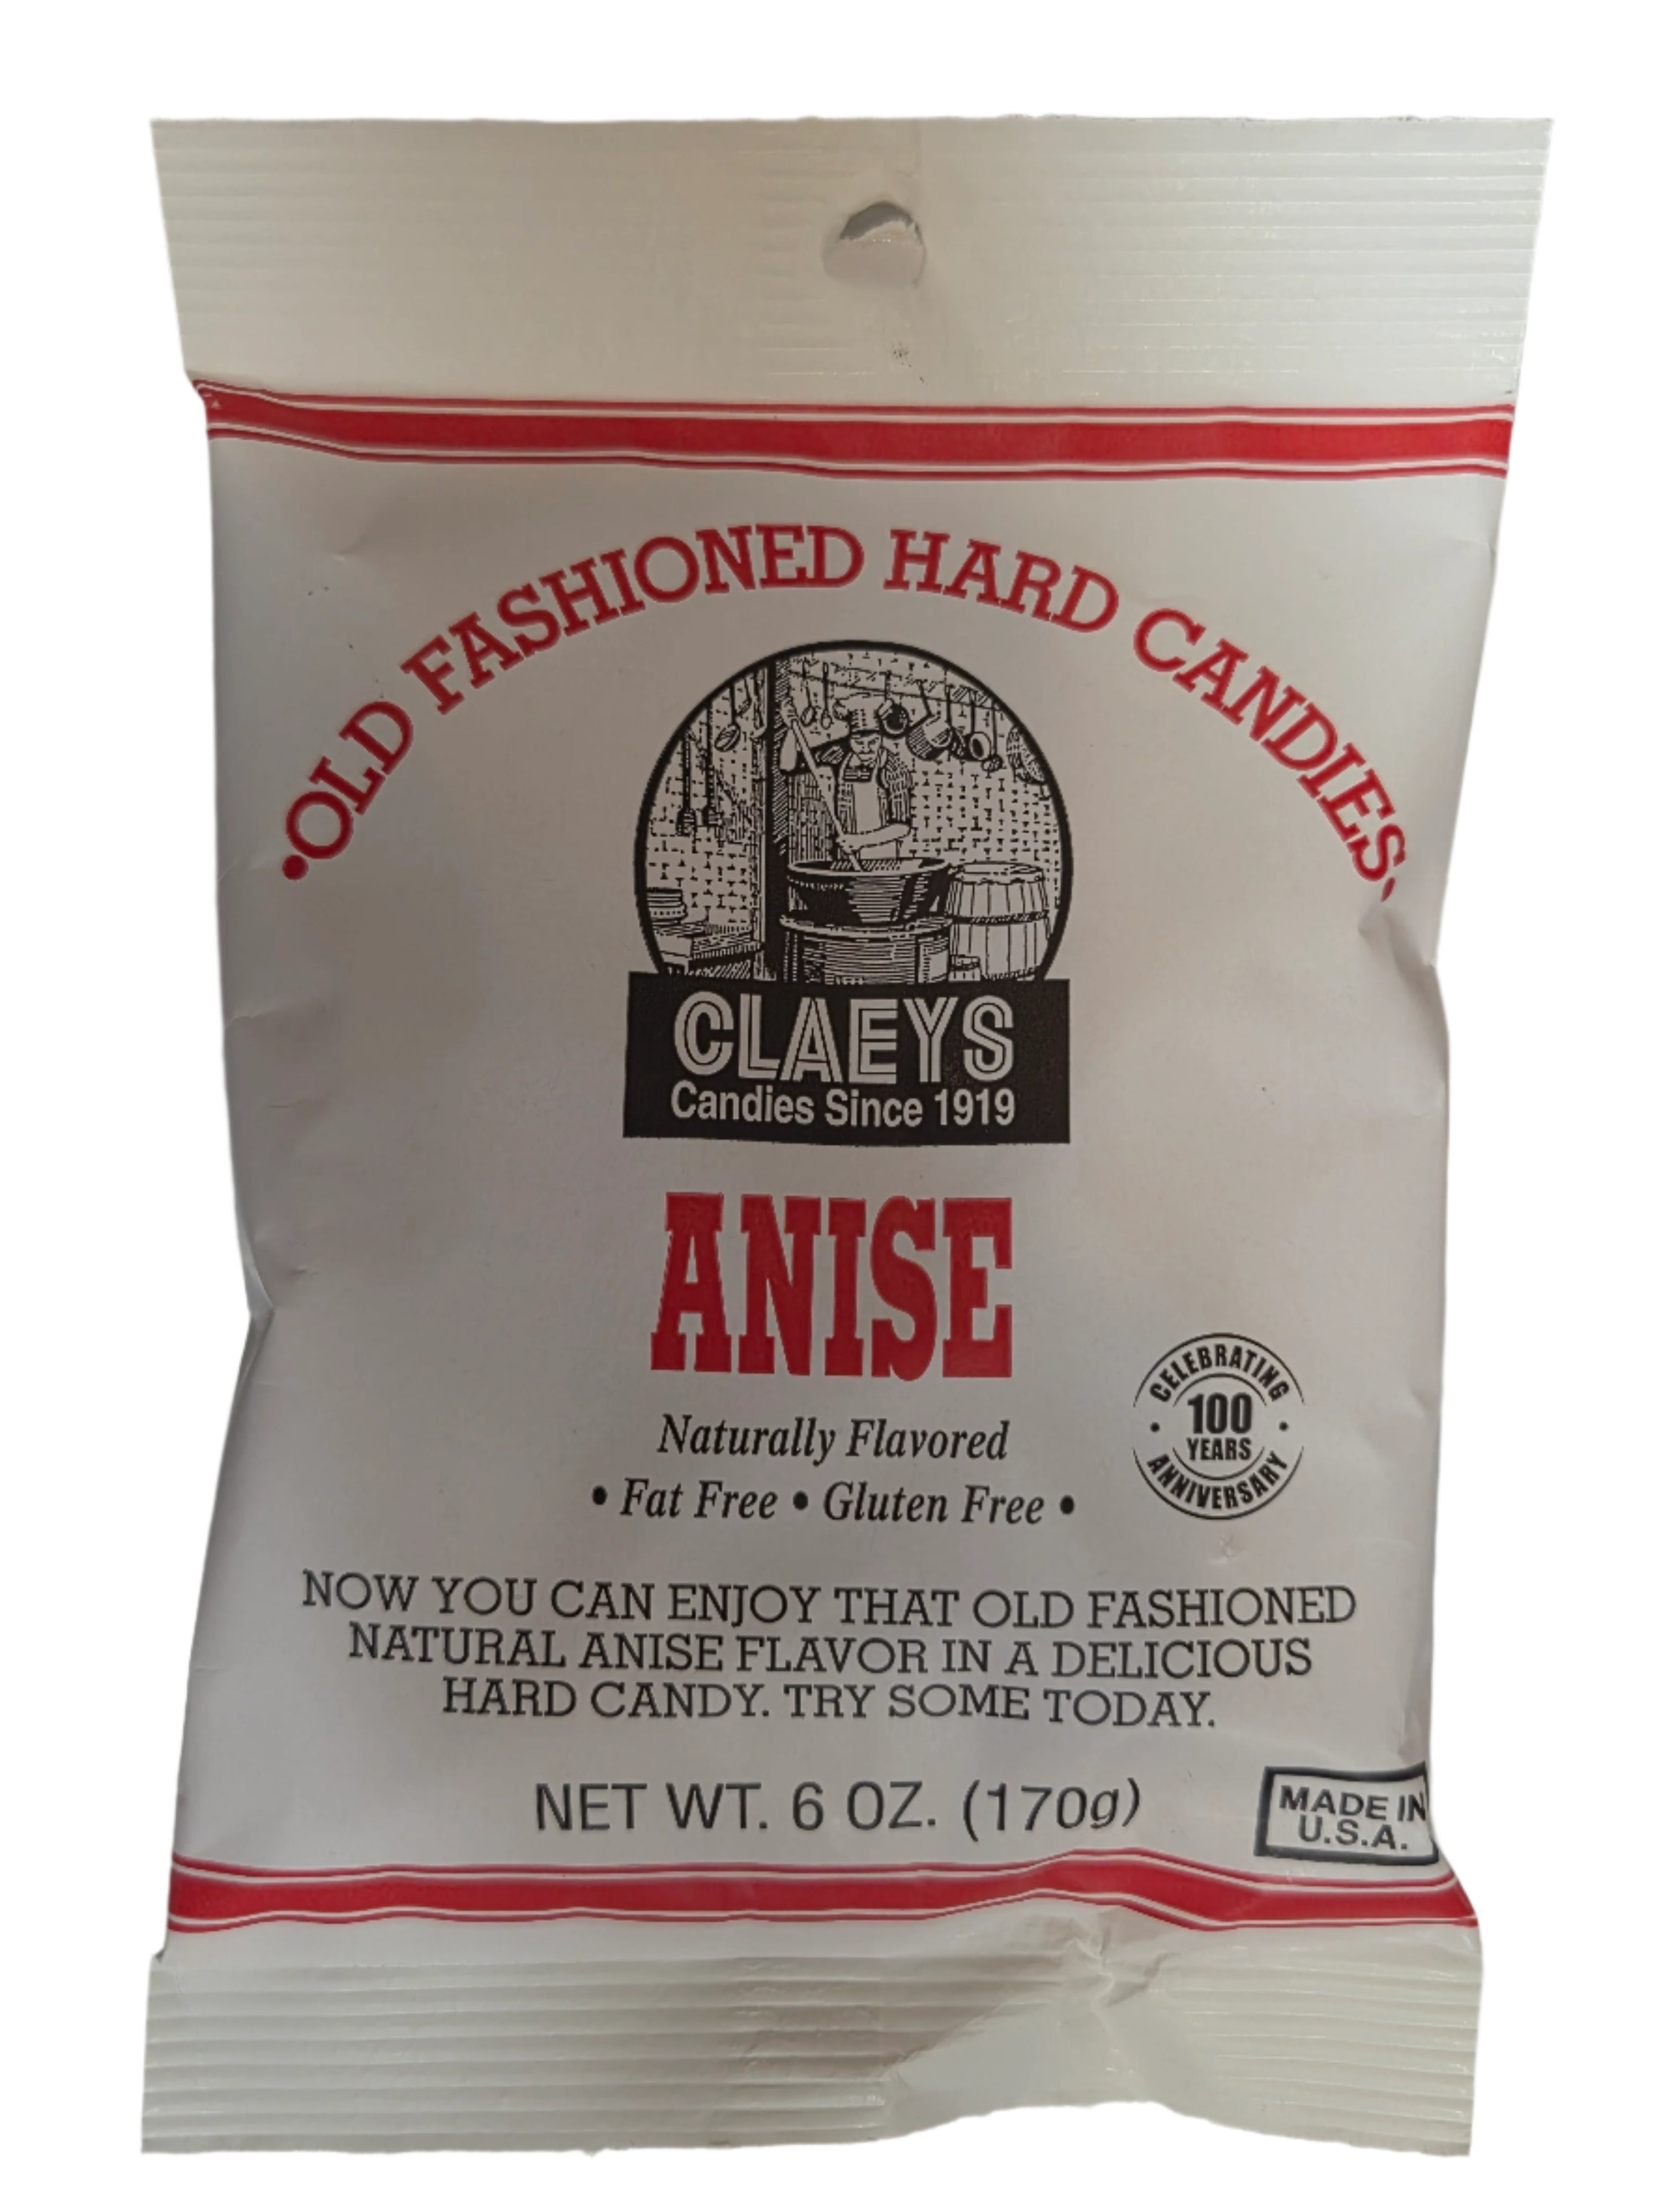 •OLD FASHIONED HARD CANDIES•
CLAEYS
Candies Since 1919
ANISE
Naturally Flavored
• Fat Free • Gluten Free •
CELEBRATING
• 100 •
YEARS
ANNIVERSARY
NOW YOU CAN ENJOY THAT OLD FASHIONED
NATURAL ANISE FLAVOR IN A DELICIOUS
HARD CANDY. TRY SOME TODAY.
NET WT. 6 OZ. (170g)
MADE IN
U.S.A.